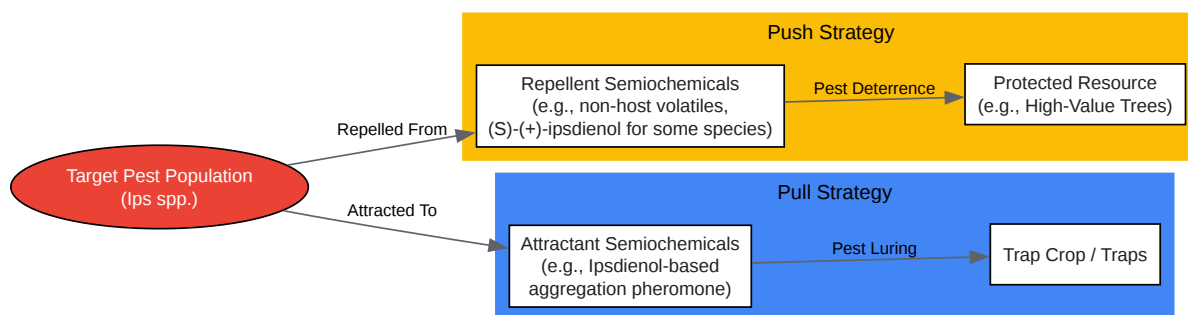 Push Strategy
Repellent Semiochemicals
(e.g., non-host volatiles,
(S)-(+)-ipsdienol for some species)
Pest Deterrence
Protected Resource
(e.g., High-Value Trees)
Repelled From
Target Pest Population
(Ips spp.)
Attracted To
Pull Strategy
Attractant Semiochemicals
(e.g., Ipsdienol-based
aggregation pheromone)
Pest Luring
Trap Crop / Traps